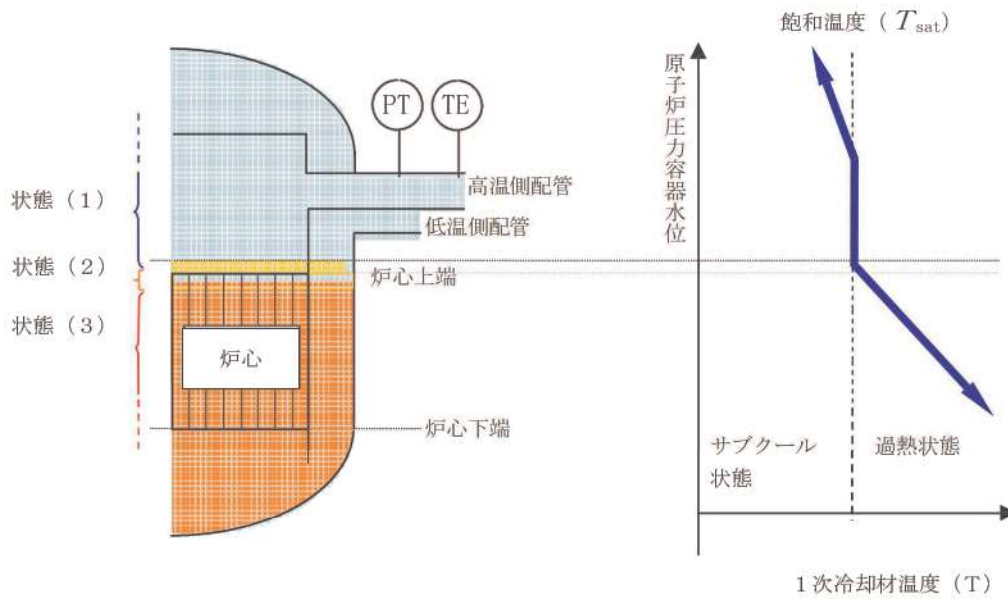 飽和温度（Tsat）
原子炉圧力容器水位
PT
TE
高温側配管
低温側配管
状態（1）
状態（2）
炉心上端
状態（3）
炉心
炉心下端
サブクール
状態
過熱状態
1次冷却材温度（T）